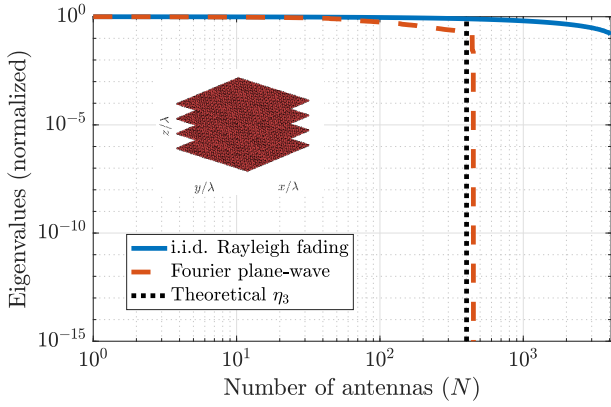 Eigenvalues (normalized)
10^0
10^-5
10^-10
10^-15
z/λ
y/λ
x/λ
i.i.d. Rayleigh fading
Fourier plane-wave
Theoretical η_3
10^0
10^1
10^2
10^3
Number of antennas (N)